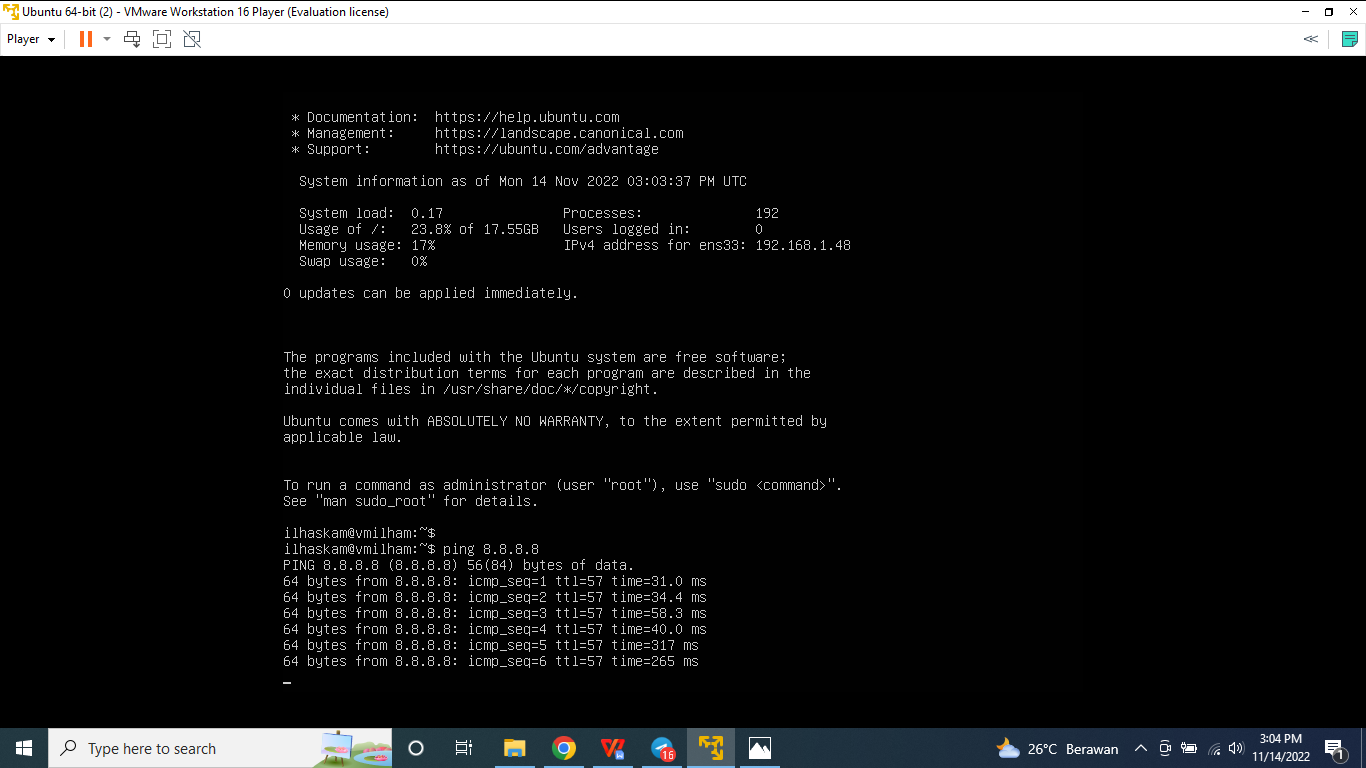 Ubuntu 64-bit (2) - VMware Workstation 16 Player (Evaluation license)
Player
* Documentation:  https://help.ubuntu.com
* Management:     https://landscape.canonical.com
* Support:        https://ubuntu.com/advantage
System information as of Mon 14 Nov 2022 03:03:37 PM UTC
System load:  0.17               Processes:              192
Usage of /:   23.8% of 17.55GB   Users logged in:        0
Memory usage: 17%                IPv4 address for ens33: 192.168.1.48
Swap usage:   0%
0 updates can be applied immediately.
The programs included with the Ubuntu system are free software;
the exact distribution terms for each program are described in the
individual files in /usr/share/doc/*/copyright.
Ubuntu comes with ABSOLUTELY NO WARRANTY, to the extent permitted by
applicable law.
To run a command as administrator (user "root"), use "sudo <command>".
See "man sudo_root" for details.
ilhaskam@vmilham:~$
ilhaskam@vmilham:~$ ping 8.8.8.8
PING 8.8.8.8 (8.8.8.8) 56(84) bytes of data.
64 bytes from 8.8.8.8: icmp_seq=1 ttl=57 time=31.0 ms
64 bytes from 8.8.8.8: icmp_seq=2 ttl=57 time=34.4 ms
64 bytes from 8.8.8.8: icmp_seq=3 ttl=57 time=58.3 ms
64 bytes from 8.8.8.8: icmp_seq=4 ttl=57 time=40.0 ms
64 bytes from 8.8.8.8: icmp_seq=5 ttl=57 time=317 ms
64 bytes from 8.8.8.8: icmp_seq=6 ttl=57 time=265 ms
Type here to search
16
26°C Berawan
3:04 PM
11/14/2022
1